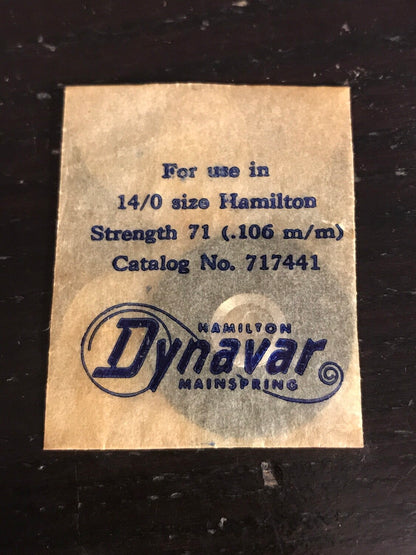 For use in
14/0 size Hamilton
Strength 71 (.106 m/m)
Catalog No. 717441
HAMILTON
Dynavar
MAINSPRING